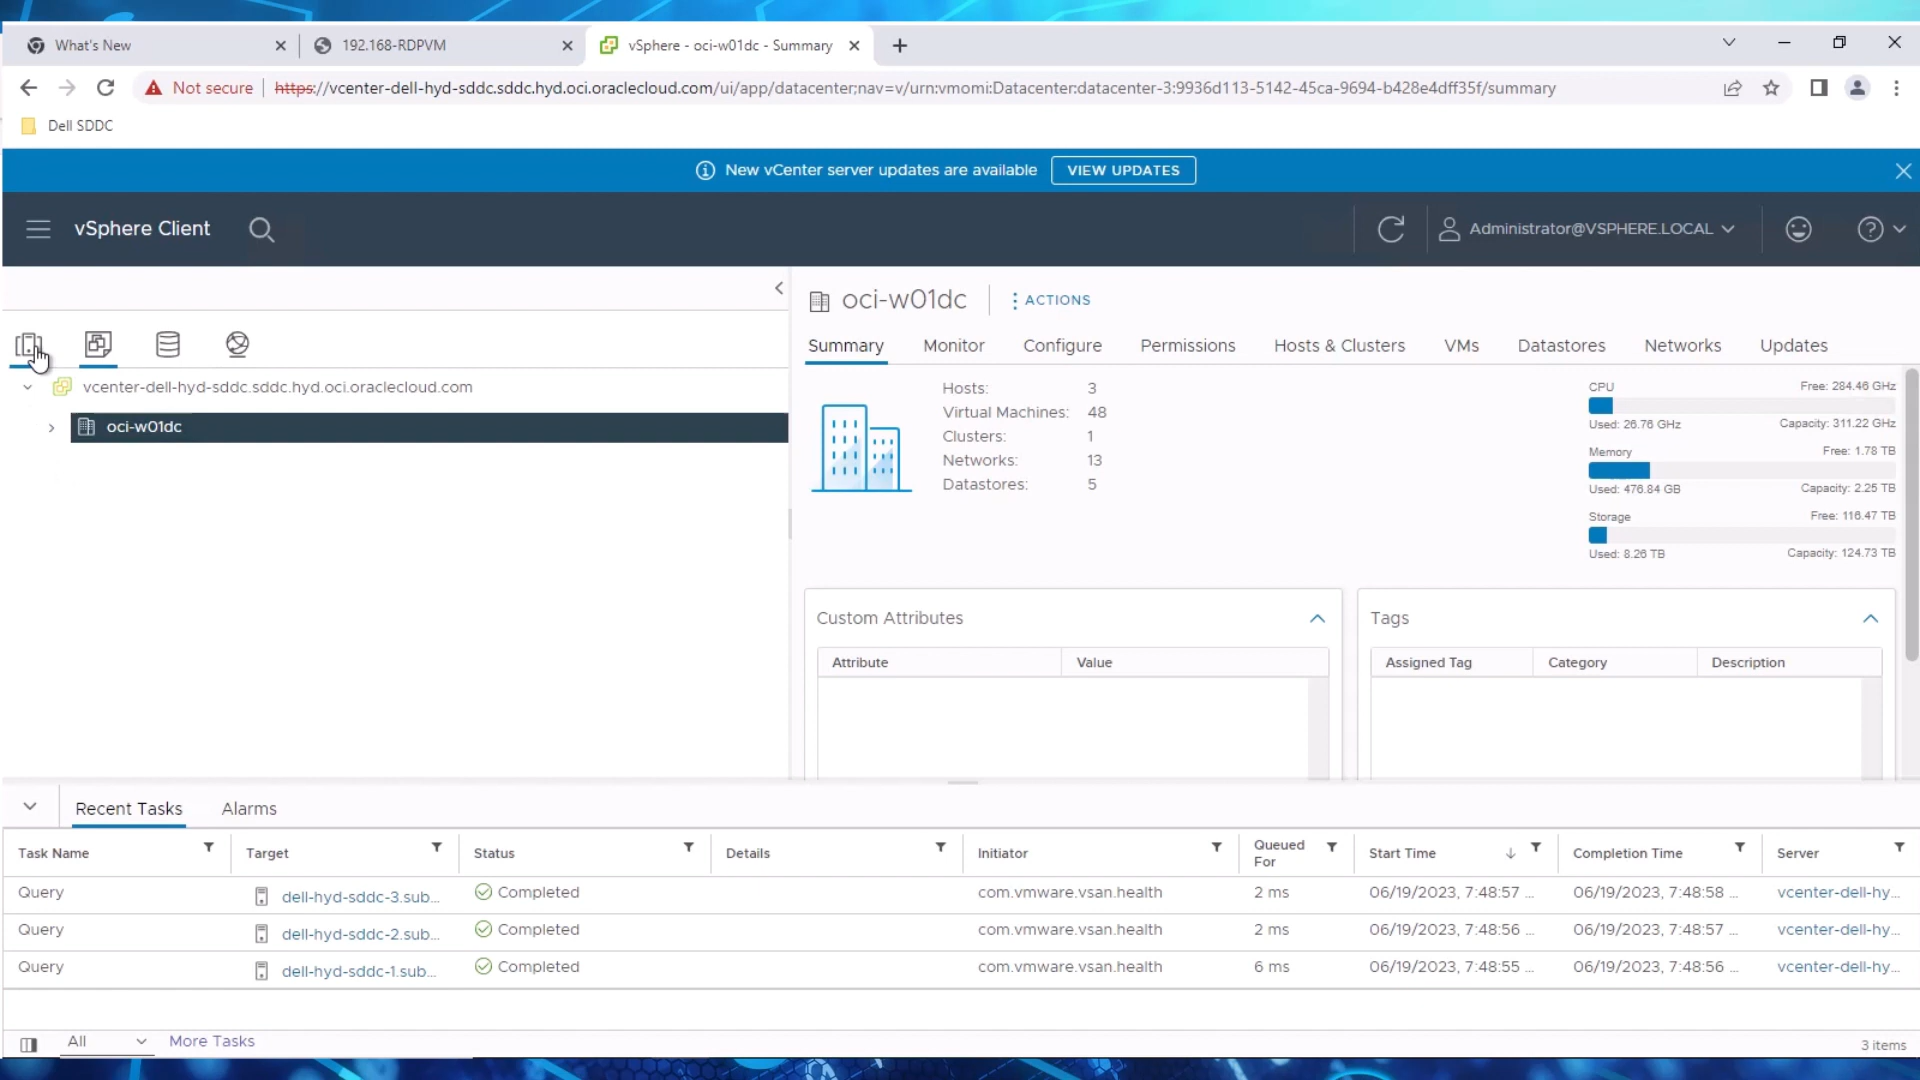 What's New
192.168-RDPVM
vSphere - oci-w01dc - Summary
Not secure
https://vcenter-dell-hyd-sddc.sddc.hyd.oci.oraclecloud.com/ui/app/datacenter;nav=v/urn:vmomi:Datacenter:datacenter-3:9936d113-5142-45ca-9694-b428e4dff35f/summary
Dell SDDC
New vCenter server updates are available VIEW UPDATES
vSphere Client
Administrator@VSPHERE.LOCAL
oci-w01dc
ACTIONS
Summary Monitor Configure Permissions Hosts & Clusters VMs Datastores Networks Updates
vcenter-dell-hyd-sddc.sddc.hyd.oci.oraclecloud.com
oci-w01dc
Hosts: 3
Virtual Machines: 48
Clusters: 1
Networks: 13
Datastores: 5
CPU Free: 284.46 GHz
Used: 26.76 GHz Capacity: 311.22 GHz
Memory Free: 1.78 TB
Used: 476.84 GB Capacity: 2.25 TB
Storage Free: 116.47 TB
Used: 8.26 TB Capacity: 124.73 TB
Custom Attributes
Attribute Value
Tags
Assigned Tag Category Description
Recent Tasks Alarms
Task Name Target Status Details Initiator Queued For Start Time Completion Time Server
Query dell-hyd-sddc-3.sub... Completed com.vmware.vsan.health 2 ms 06/19/2023, 7:48:57 ... 06/19/2023, 7:48:58 ... vcenter-dell-hy...
Query dell-hyd-sddc-2.sub... Completed com.vmware.vsan.health 2 ms 06/19/2023, 7:48:56 ... 06/19/2023, 7:48:57 ... vcenter-dell-hy...
Query dell-hyd-sddc-1.sub... Completed com.vmware.vsan.health 6 ms 06/19/2023, 7:48:55 ... 06/19/2023, 7:48:56 ... vcenter-dell-hy...
All More Tasks
3 items